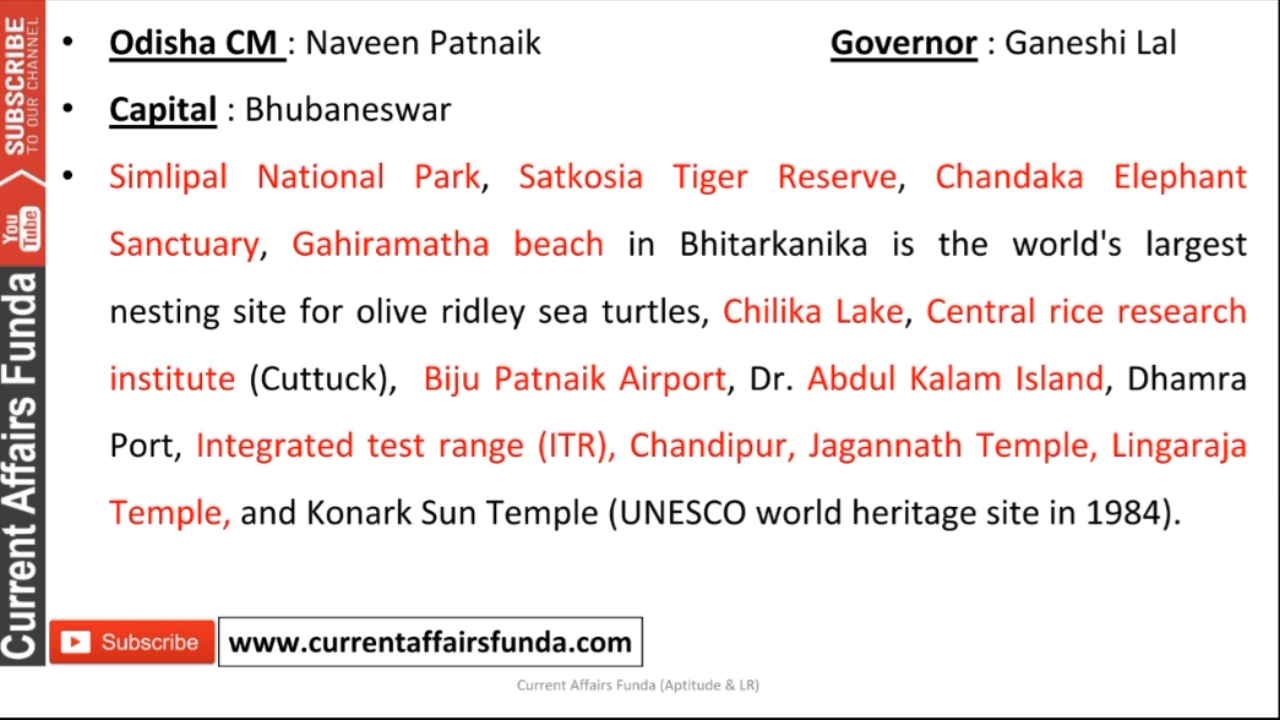 SUBSCRIBE
TO OUR CHANNEL
You
Tube
Current Affairs Funda
• Odisha CM : Naveen Patnaik Governor : Ganeshi Lal
• Capital : Bhubaneswar
• Simlipal National Park, Satkosia Tiger Reserve, Chandaka Elephant
Sanctuary, Gahiramatha beach in Bhitarkanika is the world's largest
nesting site for olive ridley sea turtles, Chilika Lake, Central rice research
institute (Cuttuck), Biju Patnaik Airport, Dr. Abdul Kalam Island, Dhamra
Port, Integrated test range (ITR), Chandipur, Jagannath Temple, Lingaraja
Temple, and Konark Sun Temple (UNESCO world heritage site in 1984).
Subscribe www.currentaffairsfunda.com
Current Affairs Funda (Aptitude & LR)